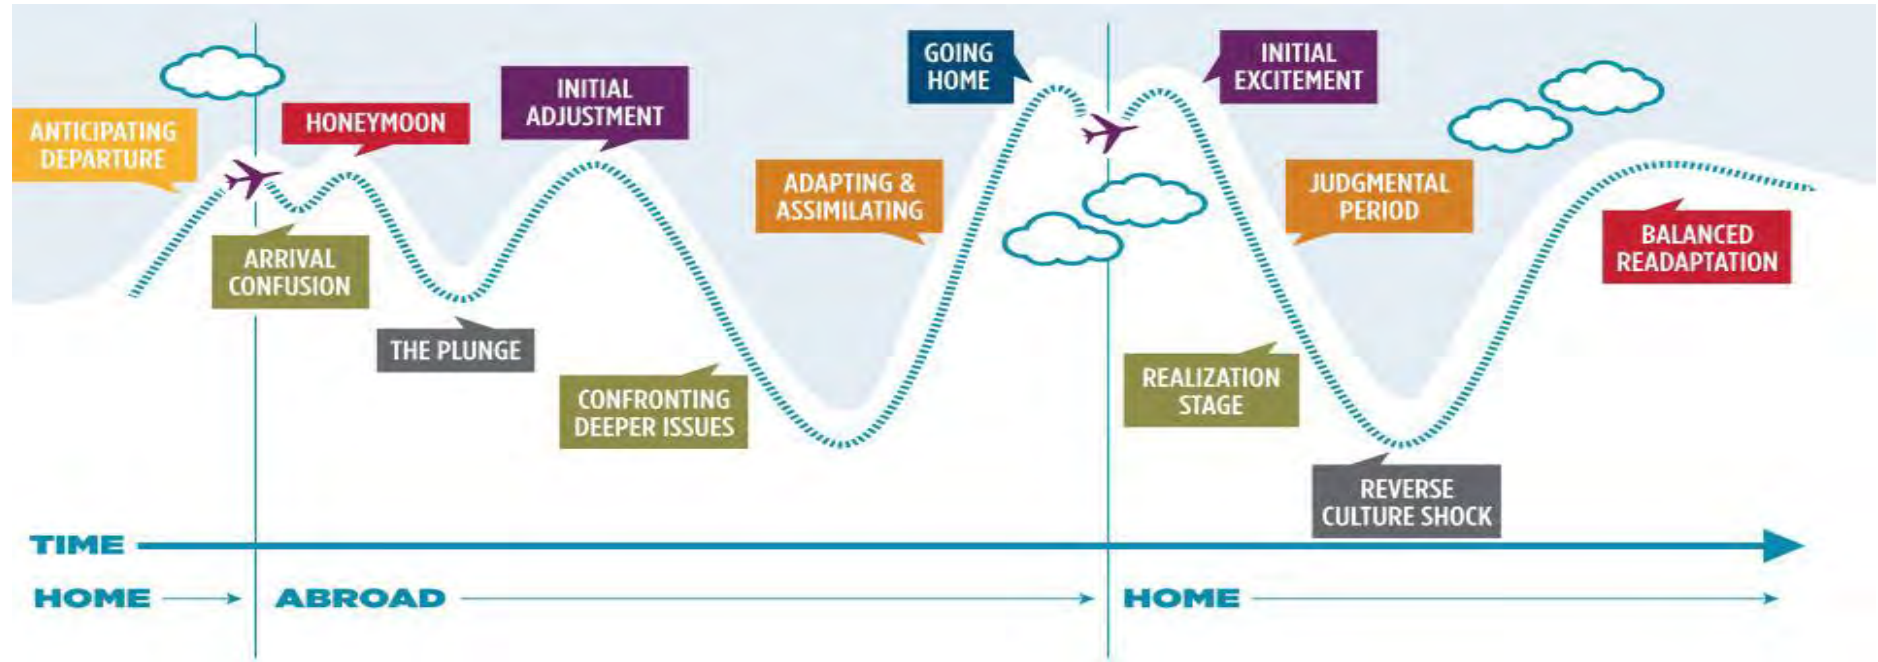 ANTICIPATING
DEPARTURE
ARRIVAL
CONFUSION
HONEYMOON
THE PLUNGE
INITIAL
ADJUSTMENT
CONFRONTING
DEEPER ISSUES
ADAPTING &
ASSIMILATING
GOING
HOME
INITIAL
EXCITEMENT
REALIZATION
STAGE
JUDGMENTAL
PERIOD
REVERSE
CULTURE SHOCK
BALANCED
READAPTATION
TIME
HOME
ABROAD
HOME